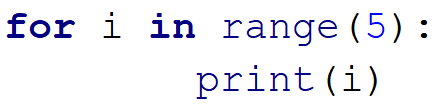 for i in range(5):
        print(i)